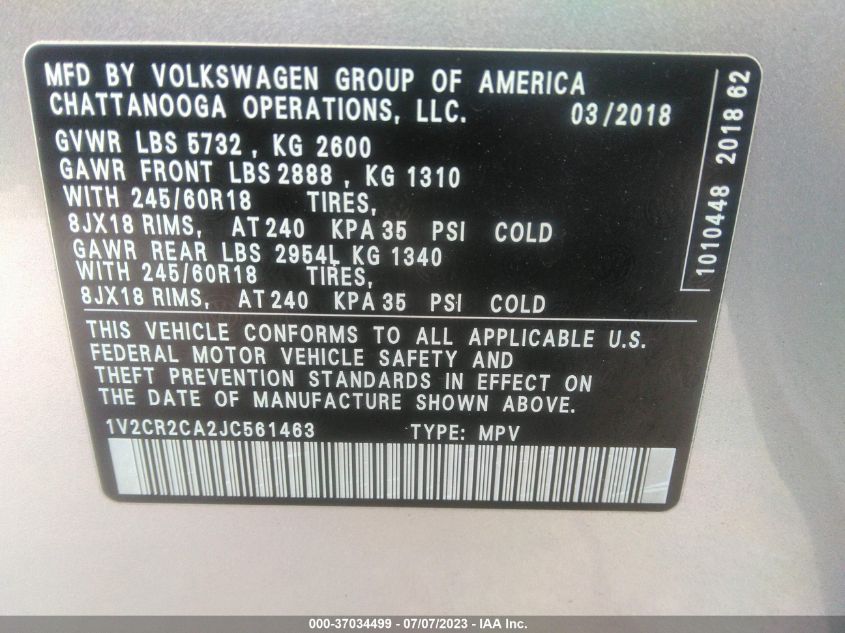 MFD BY VOLKSWAGEN GROUP OF AMERICA
CHATTANOOGA OPERATIONS, LLC. 03/2018
GVWR LBS 5732 , KG 2600
GAWR FRONT LBS 2888 , KG 1310
WITH 245/60R18 TIRES,
8JX18 RIMS, AT 240 KPA 35 PSI COLD
GAWR REAR LBS 2954L KG 1340
WITH 245/60R18 TIRES,
8JX18 RIMS, AT 240 KPA 35 PSI COLD
THIS VEHICLE CONFORMS TO ALL APPLICABLE U.S.
FEDERAL MOTOR VEHICLE SAFETY AND
THEFT PREVENTION STANDARDS IN EFFECT ON
THE DATE OF MANUFACTURE SHOWN ABOVE.
1V2CR2CA2JC561463 TYPE: MPV
1010448 2018 62
000-37034499 - 07/07/2023 - IAA Inc.